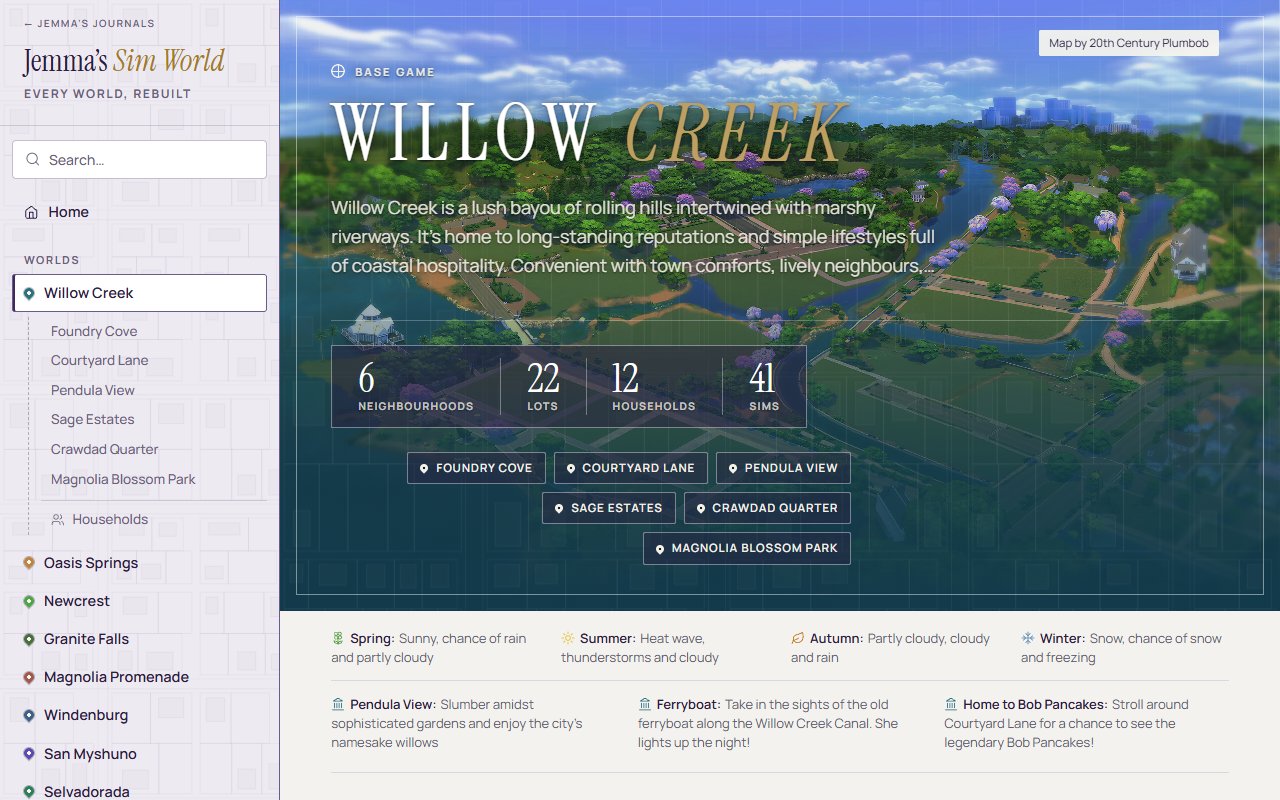 ← JEMMA'S JOURNALS
Jemma's Sim World
EVERY WORLD, REBUILT
Search...
Home
WORLDS
Willow Creek
Foundry Cove
Courtyard Lane
Pendula View
Sage Estates
Crawdad Quarter
Magnolia Blossom Park
Households
Oasis Springs
Newcrest
Granite Falls
Magnolia Promenade
Windenburg
San Myshuno
Selvadorada
Map by 20th Century Plumbob
BASE GAME
WILLOW CREEK
Willow Creek is a lush bayou of rolling hills intertwined with marshy
riverways. It's home to long-standing reputations and simple lifestyles full
of coastal hospitality. Convenient with town comforts, lively neighbours,...
6
NEIGHBOURHOODS
22
LOTS
12
HOUSEHOLDS
41
SIMS
FOUNDRY COVE
COURTYARD LANE
PENDULA VIEW
SAGE ESTATES
CRAWDAD QUARTER
MAGNOLIA BLOSSOM PARK
Spring: Sunny, chance of rain
and partly cloudy
Summer: Heat wave,
thunderstorms and cloudy
Autumn: Partly cloudy, cloudy
and rain
Winter: Snow, chance of snow
and freezing
Pendula View: Slumber amidst
sophisticated gardens and enjoy the city's
namesake willows
Ferryboat: Take in the sights of the old
ferryboat along the Willow Creek Canal. She
lights up the night!
Home to Bob Pancakes: Stroll around
Courtyard Lane for a chance to see the
legendary Bob Pancakes!